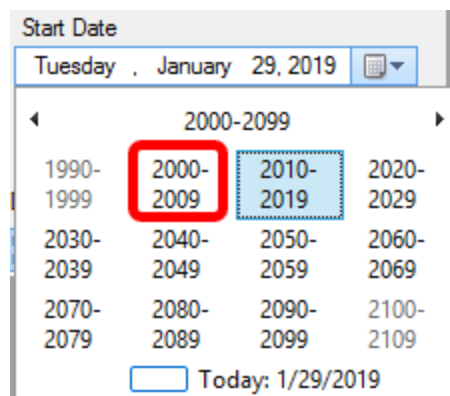 Start Date
Tuesday , January 29, 2019
2000-2099
1990- 2000- 2010- 2020-
1999 2009 2019 2029
2030- 2040- 2050- 2060-
2039 2049 2059 2069
2070- 2080- 2090- 2100-
2079 2089 2099 2109
Today: 1/29/2019